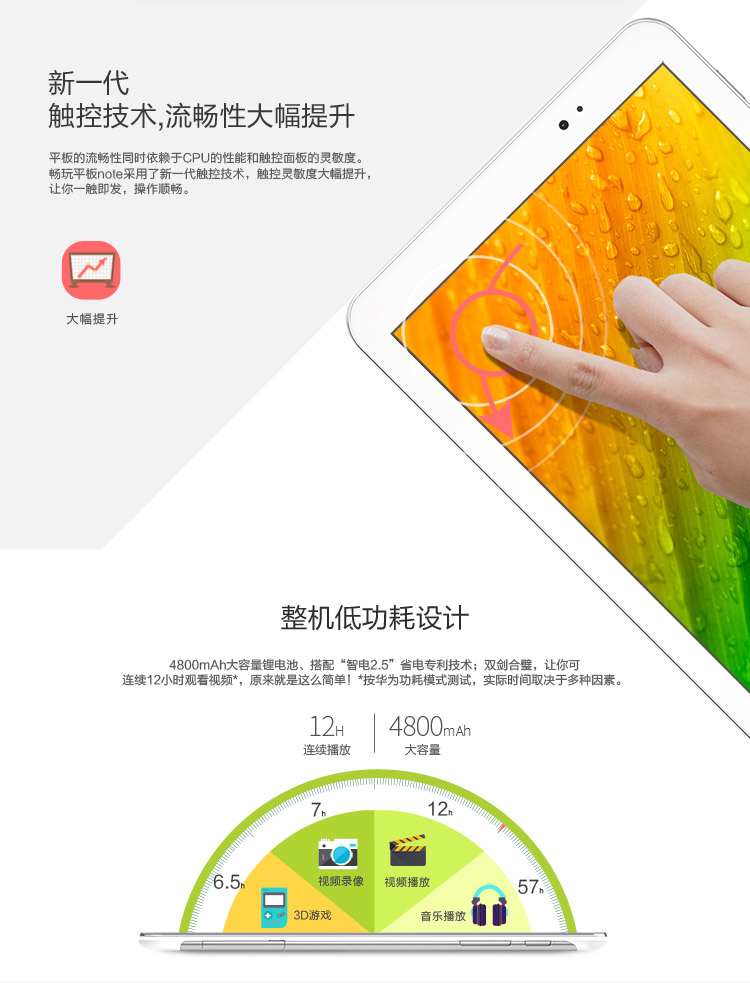 新一代
触控技术,流畅性大幅提升
平板的流畅性同时依赖于CPU的性能和触控面板的灵敏度。
畅玩平板note采用了新一代触控技术，触控灵敏度大幅提升，
让你一触即发，操作顺畅。
大幅提升
整机低功耗设计
4800mAh大容量锂电池、搭配“智电2.5”省电专利技术；双剑合璧，让你可
连续12小时观看视频*，原来就是这么简单！*按华为功耗模式测试，实际时间取决于多种因素。
12H 4800mAh
连续播放 大容量
7h 12h
6.5h 57h
视频录像 视频播放
3D游戏 音乐播放